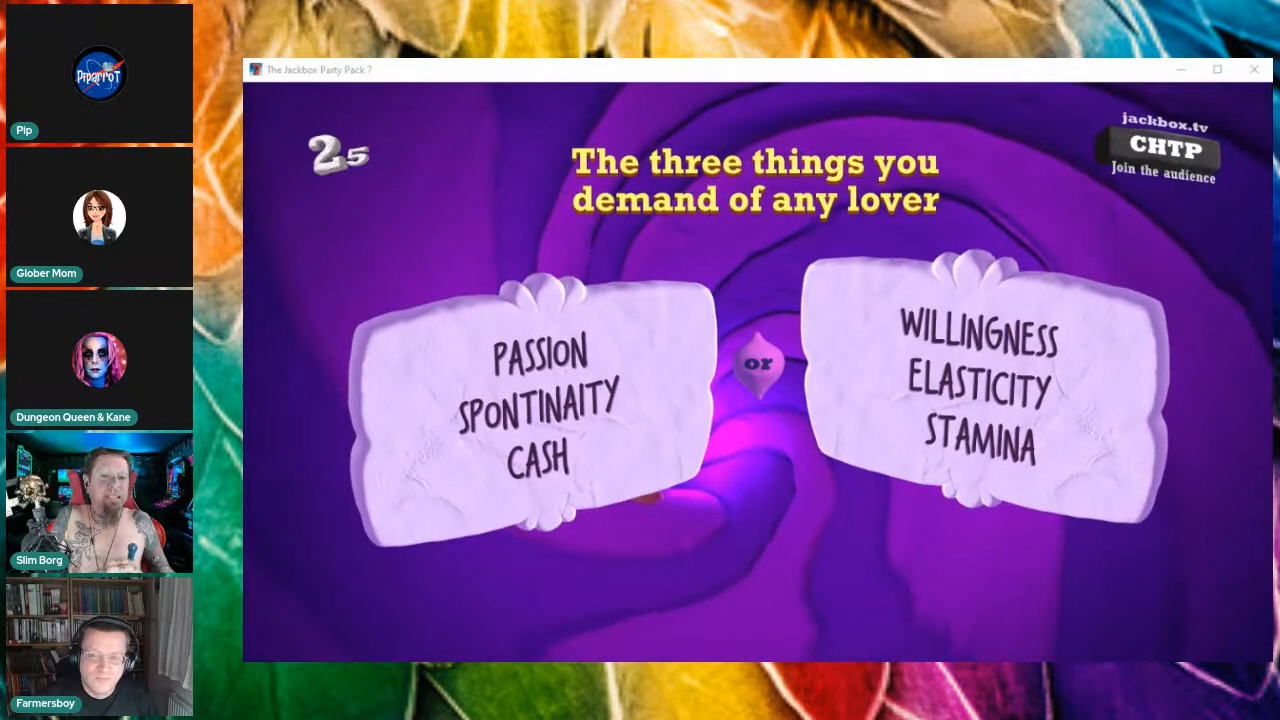 PiparroT
Pip
Glober Mom
Dungeon Queen & Kane
Slim Borg
Farmersboy
The Jackbox Party Pack 7
25
The three things you
demand of any lover
jackbox.tv
CHTP
Join the audience
PASSION
SPONTINAITY
CASH
or
WILLINGNESS
ELASTICITY
STAMINA